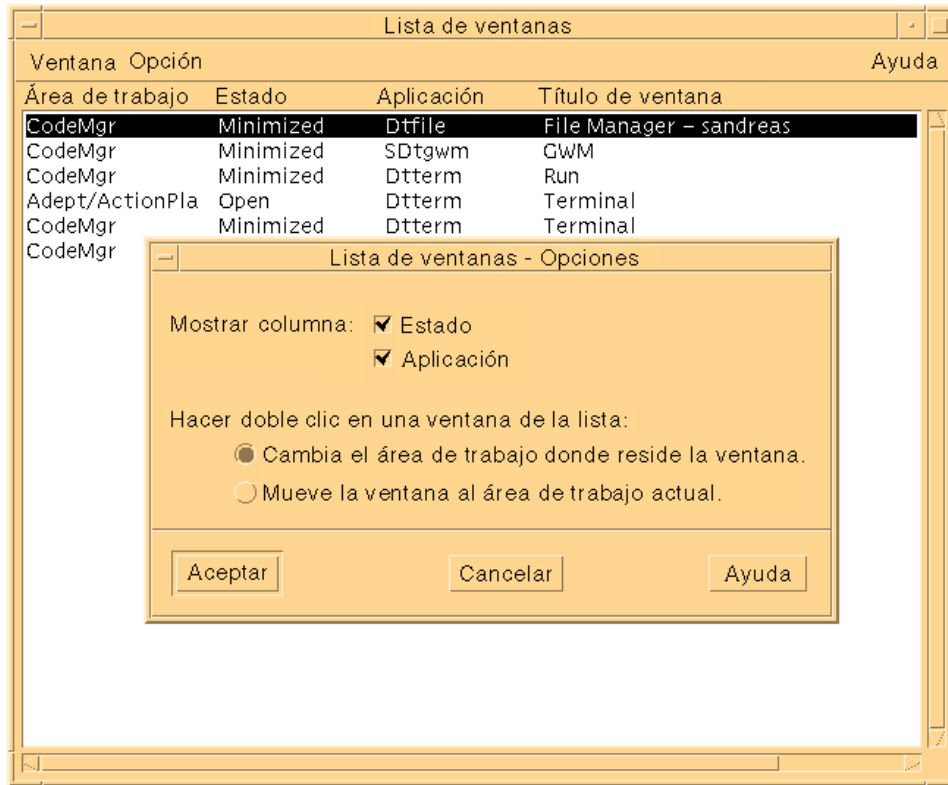 Lista de ventanas
Ventana Opción Ayuda
Área de trabajo Estado Aplicación Título de ventana
CodeMgr Minimized Dtfile File Manager – sandreas
CodeMgr Minimized SDtgwm GWM
CodeMgr Minimized Dtterm Run
Adept/ActionPla Open Dtterm Terminal
CodeMgr Minimized Dtterm Terminal
CodeMgr
Lista de ventanas - Opciones
Mostrar columna: Estado
Aplicación
Hacer doble clic en una ventana de la lista:
Cambia el área de trabajo donde reside la ventana.
Mueve la ventana al área de trabajo actual.
Aceptar Cancelar Ayuda